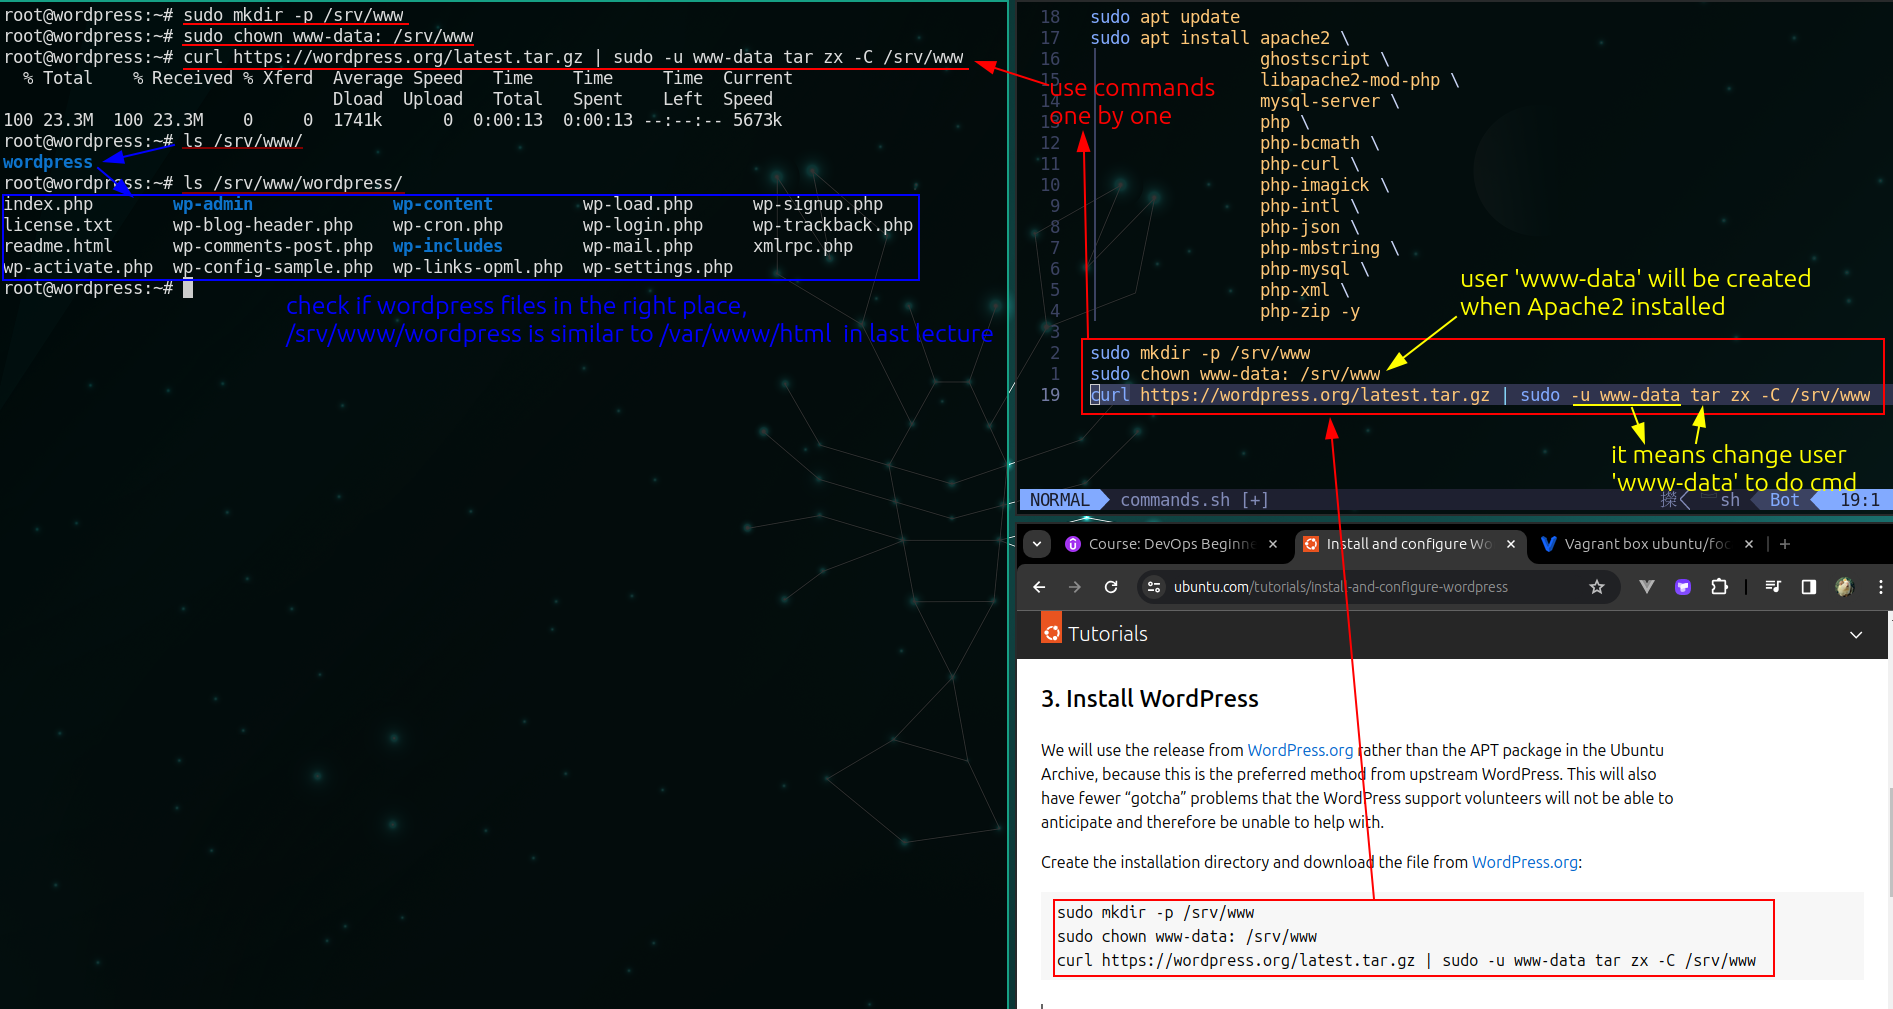 root@wordpress:~# sudo mkdir -p /srv/www
root@wordpress:~# sudo chown www-data: /srv/www
root@wordpress:~# curl https://wordpress.org/latest.tar.gz | sudo -u www-data tar zx -C /srv/www
% Total    % Received % Xferd  Average Speed   Time    Time     Time  Current
Dload  Upload   Total   Spent    Left  Speed
100 23.3M  100 23.3M    0     0  1741k      0  0:00:13  0:00:13 --:--:-- 5673k
root@wordpress:~# ls /srv/www/
wordpress
root@wordpress:~# ls /srv/www/wordpress/
index.php        wp-admin              wp-content         wp-load.php      wp-signup.php
license.txt      wp-blog-header.php    wp-cron.php        wp-login.php     wp-trackback.php
readme.html      wp-comments-post.php  wp-includes        wp-mail.php      xmlrpc.php
wp-activate.php  wp-config-sample.php  wp-links-opml.php  wp-settings.php
root@wordpress:~#
check if wordpress files in the right place,
/srv/www/wordpress is similar to /var/www/html in last lecture
18 sudo apt update
17 sudo apt install apache2 \
16 ghostscript \
15 libapache2-mod-php \
14 mysql-server \
13 php \
12 php-bcmath \
11 php-curl \
10 php-imagick \
9 php-intl \
8 php-json \
7 php-mbstring \
6 php-mysql \
5 php-xml \
4 php-zip -y
3
2 sudo mkdir -p /srv/www
1 sudo chown www-data: /srv/www
19 curl https://wordpress.org/latest.tar.gz | sudo -u www-data tar zx -C /srv/www
use commands
one by one
user 'www-data' will be created
when Apache2 installed
it means change user
'www-data' to do cmd
NORMAL commands.sh [+] sh Bot 19:1
Course: DevOps Beginne Install and configure Wo Vagrant box ubuntu/foc
ubuntu.com/tutorials/install-and-configure-wordpress
Tutorials
3. Install WordPress
We will use the release from WordPress.org rather than the APT package in the Ubuntu
Archive, because this is the preferred method from upstream WordPress. This will also
have fewer “gotcha” problems that the WordPress support volunteers will not be able to
anticipate and therefore be unable to help with.
Create the installation directory and download the file from WordPress.org:
sudo mkdir -p /srv/www
sudo chown www-data: /srv/www
curl https://wordpress.org/latest.tar.gz | sudo -u www-data tar zx -C /srv/www